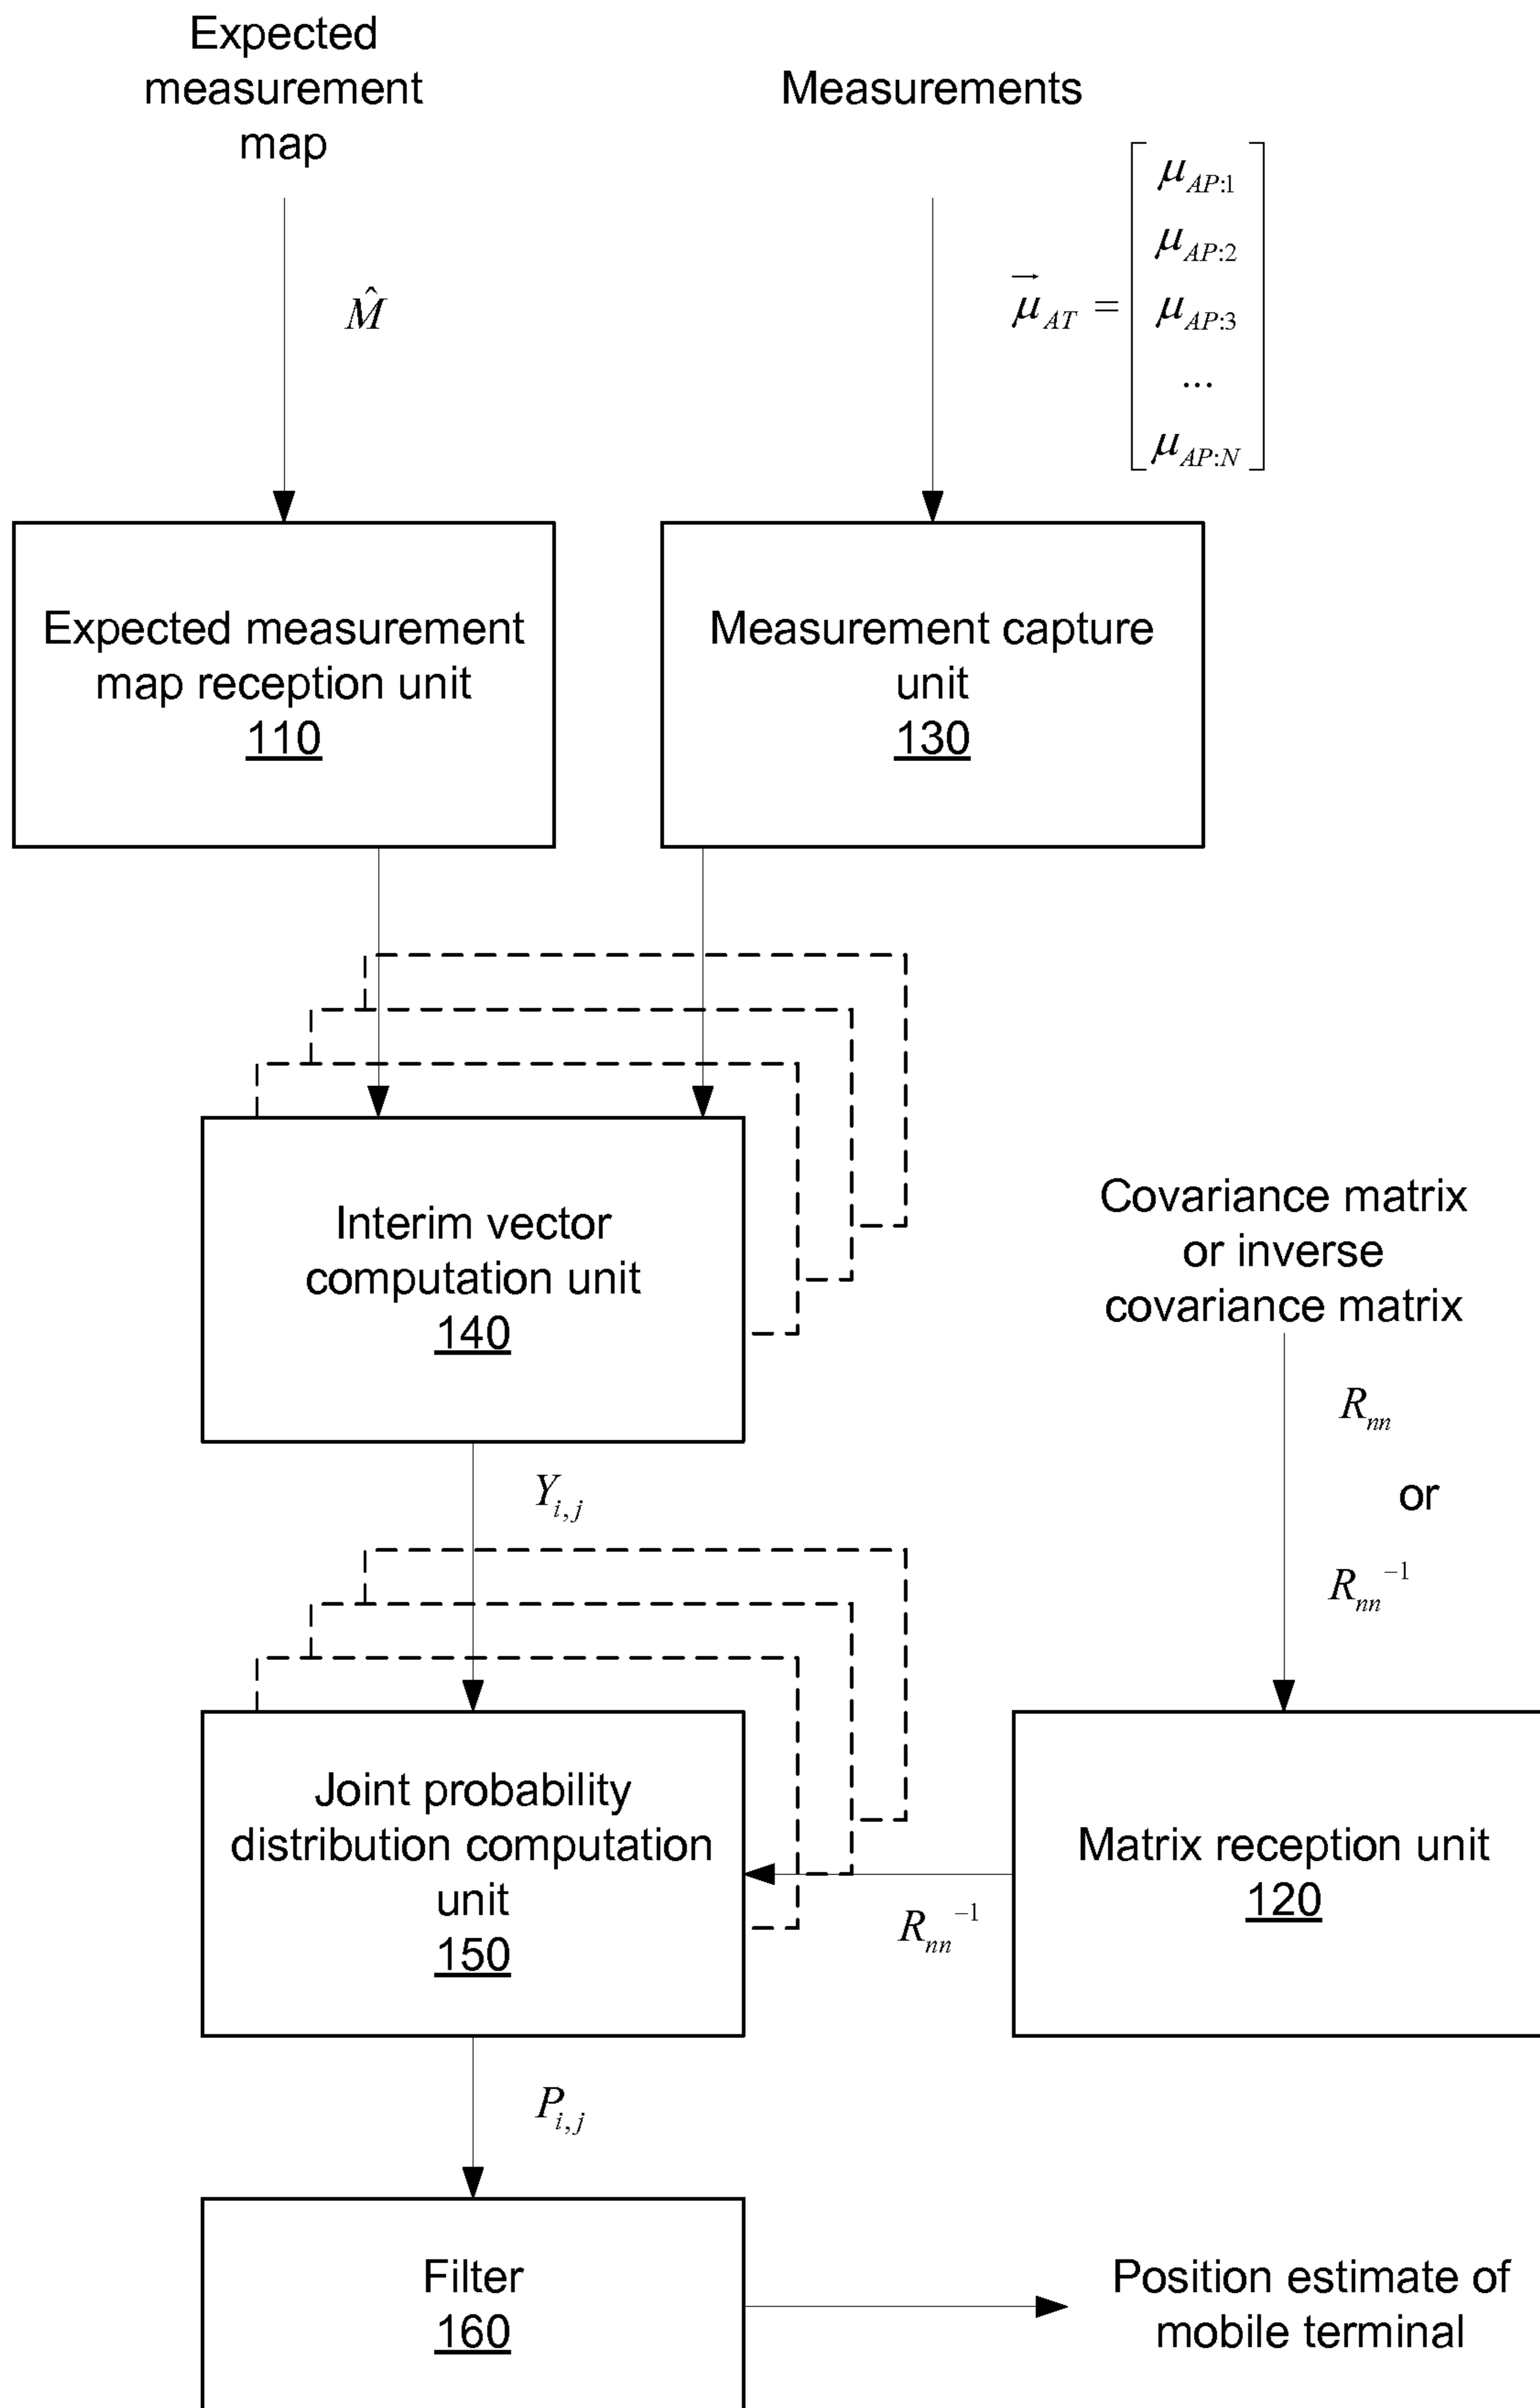 Expected
measurement
map
Measurements
M̂
μ⃗_AT = [μ_AP:1
μ_AP:2
μ_AP:3
...
μ_AP:N]
Expected measurement
map reception unit
110
Measurement capture
unit
130
Interim vector
computation unit
140
Covariance matrix
or inverse
covariance matrix
R_nn
or
R_nn^−1
Y_i,j
Joint probability
distribution computation
unit
150
R_nn^−1
Matrix reception unit
120
P_i,j
Filter
160
Position estimate of
mobile terminal